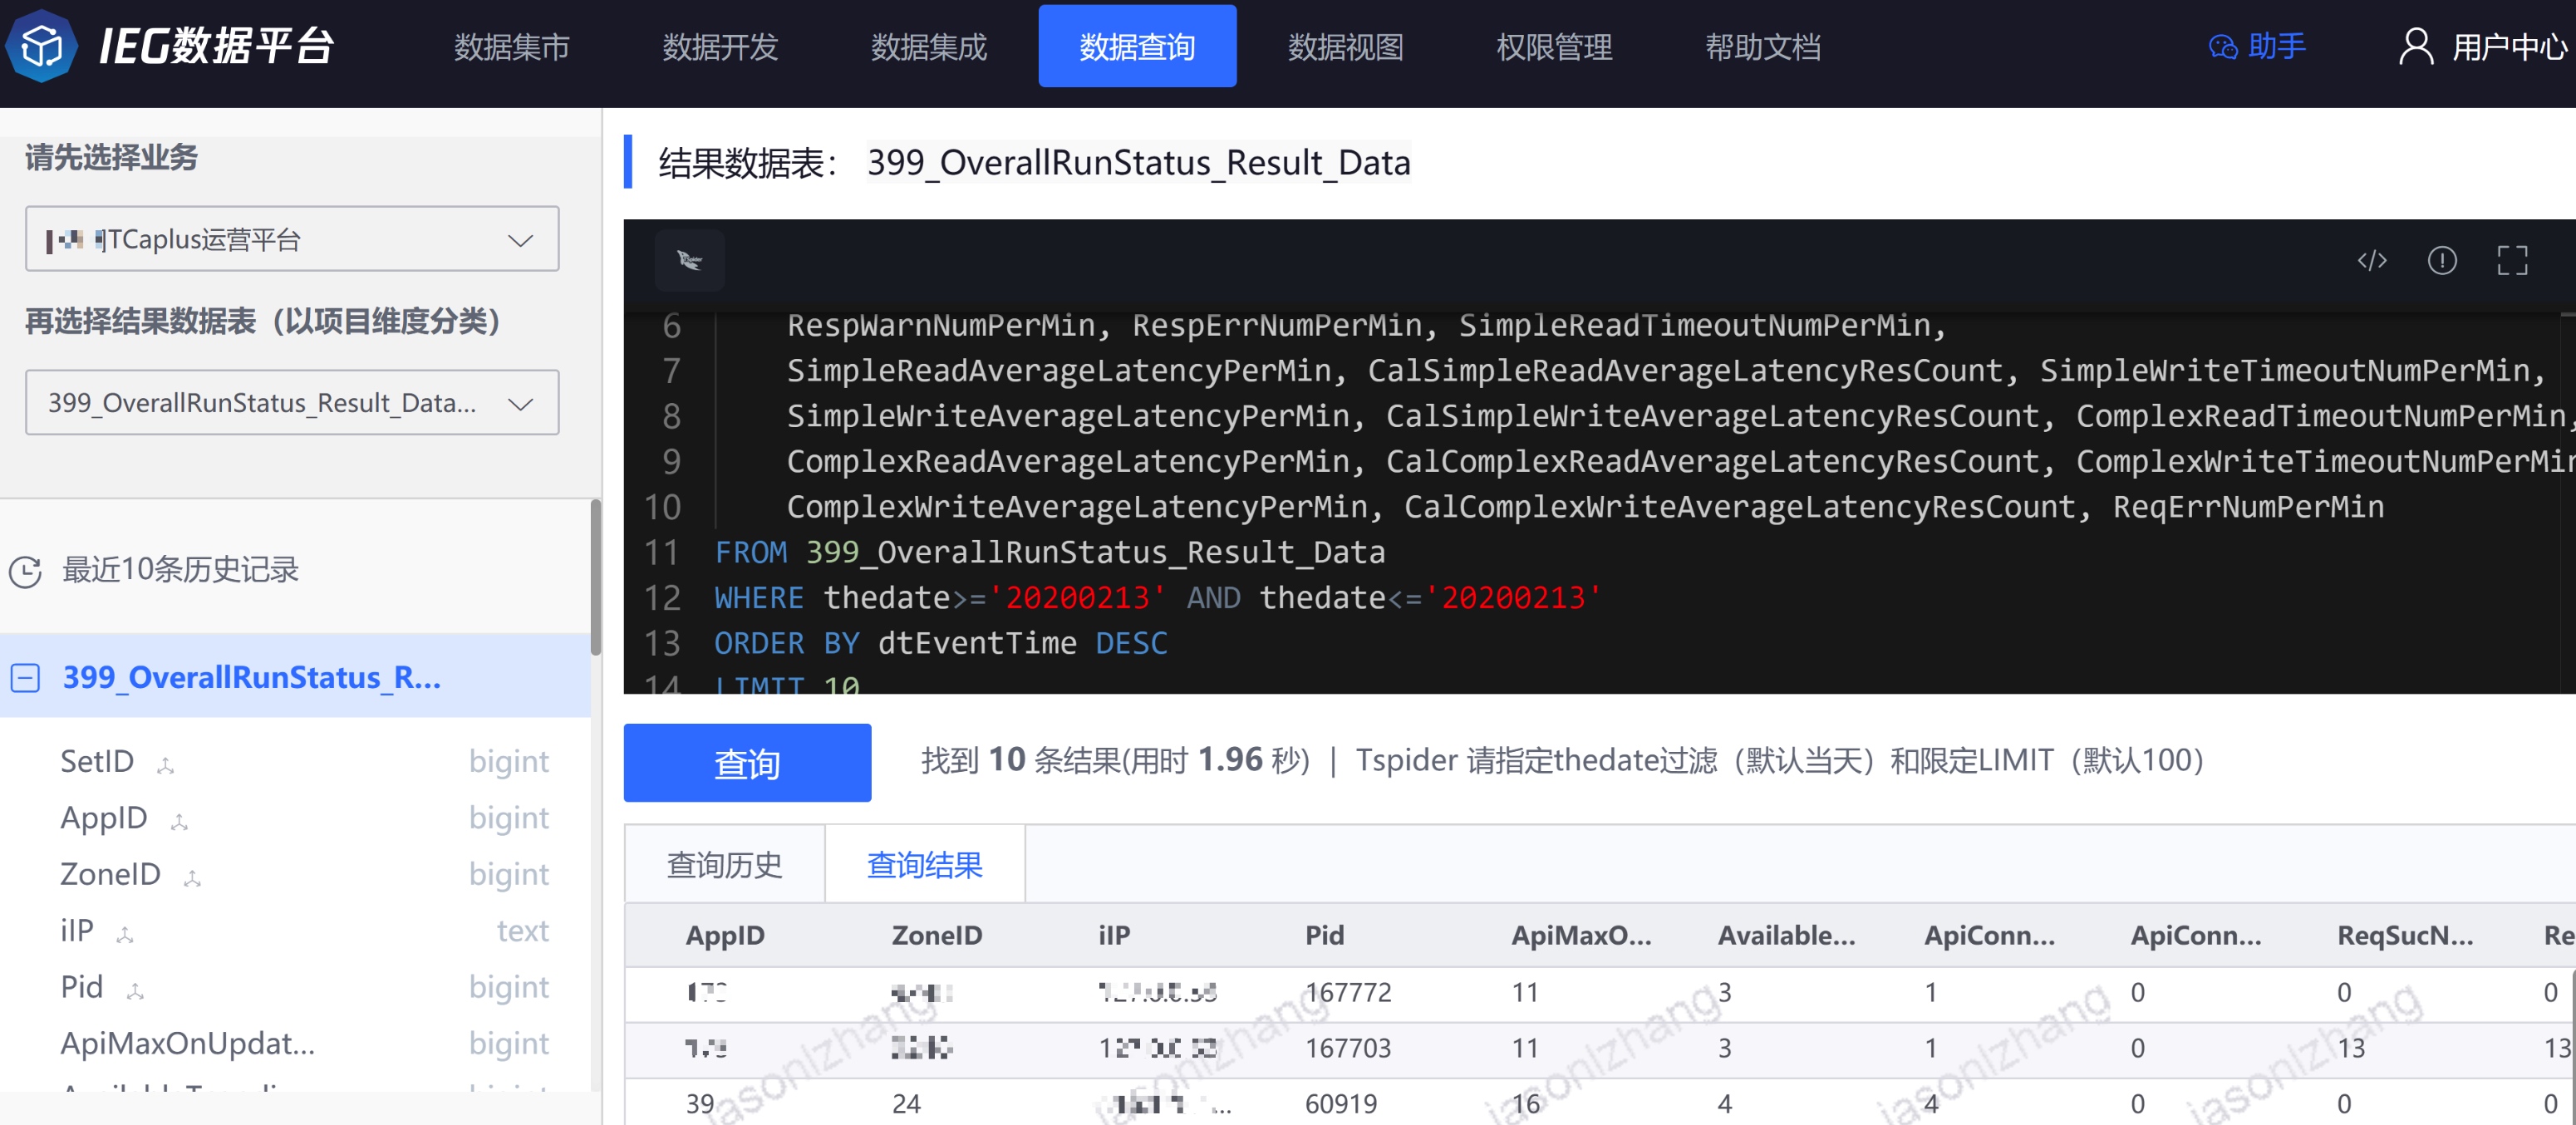 IEG数据平台 数据集市 数据开发 数据集成 数据查询 数据视图 权限管理 帮助文档 助手 用户中心
请先选择业务
TCaplus运营平台
再选择结果数据表（以项目维度分类）
399_OverallRunStatus_Result_Data...
最近10条历史记录
399_OverallRunStatus_R...
SetID bigint
AppID bigint
ZoneID bigint
iIP text
Pid bigint
ApiMaxOnUpdat... bigint
结果数据表： 399_OverallRunStatus_Result_Data
6 RespWarnNumPerMin, RespErrNumPerMin, SimpleReadTimeoutNumPerMin,
7 SimpleReadAverageLatencyPerMin, CalSimpleReadAverageLatencyResCount, SimpleWriteTimeoutNumPerMin,
8 SimpleWriteAverageLatencyPerMin, CalSimpleWriteAverageLatencyResCount, ComplexReadTimeoutNumPerMin,
9 ComplexReadAverageLatencyPerMin, CalComplexReadAverageLatencyResCount, ComplexWriteTimeoutNumPerMin
10 ComplexWriteAverageLatencyPerMin, CalComplexWriteAverageLatencyResCount, ReqErrNumPerMin
11 FROM 399_OverallRunStatus_Result_Data
12 WHERE thedate>='20200213' AND thedate<='20200213'
13 ORDER BY dtEventTime DESC
14 LIMIT 10
查询 找到 10 条结果(用时 1.96 秒) | Tspider 请指定thedate过滤（默认当天）和限定LIMIT（默认100）
查询历史 查询结果
AppID ZoneID iIP Pid ApiMaxO... Available... ApiConn... ApiConn... ReqSucN... Re
167772 11 3 1 0 0 0
167703 11 3 1 0 13 13
39 24 ... 60919 16 4 4 0 0 0
jasonlzhang jasonlzhang jasonlzhang jasonlzhang jasonlzhang